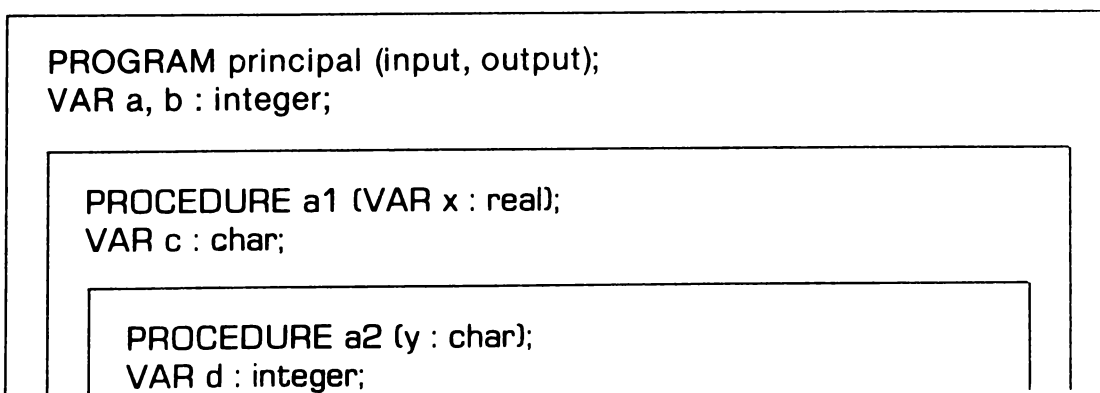 PROGRAM principal (input, output);
VAR a, b : integer;
PROCEDURE a1 (VAR x : real);
VAR c : char;
PROCEDURE a2 (y : char);
VAR d : integer;